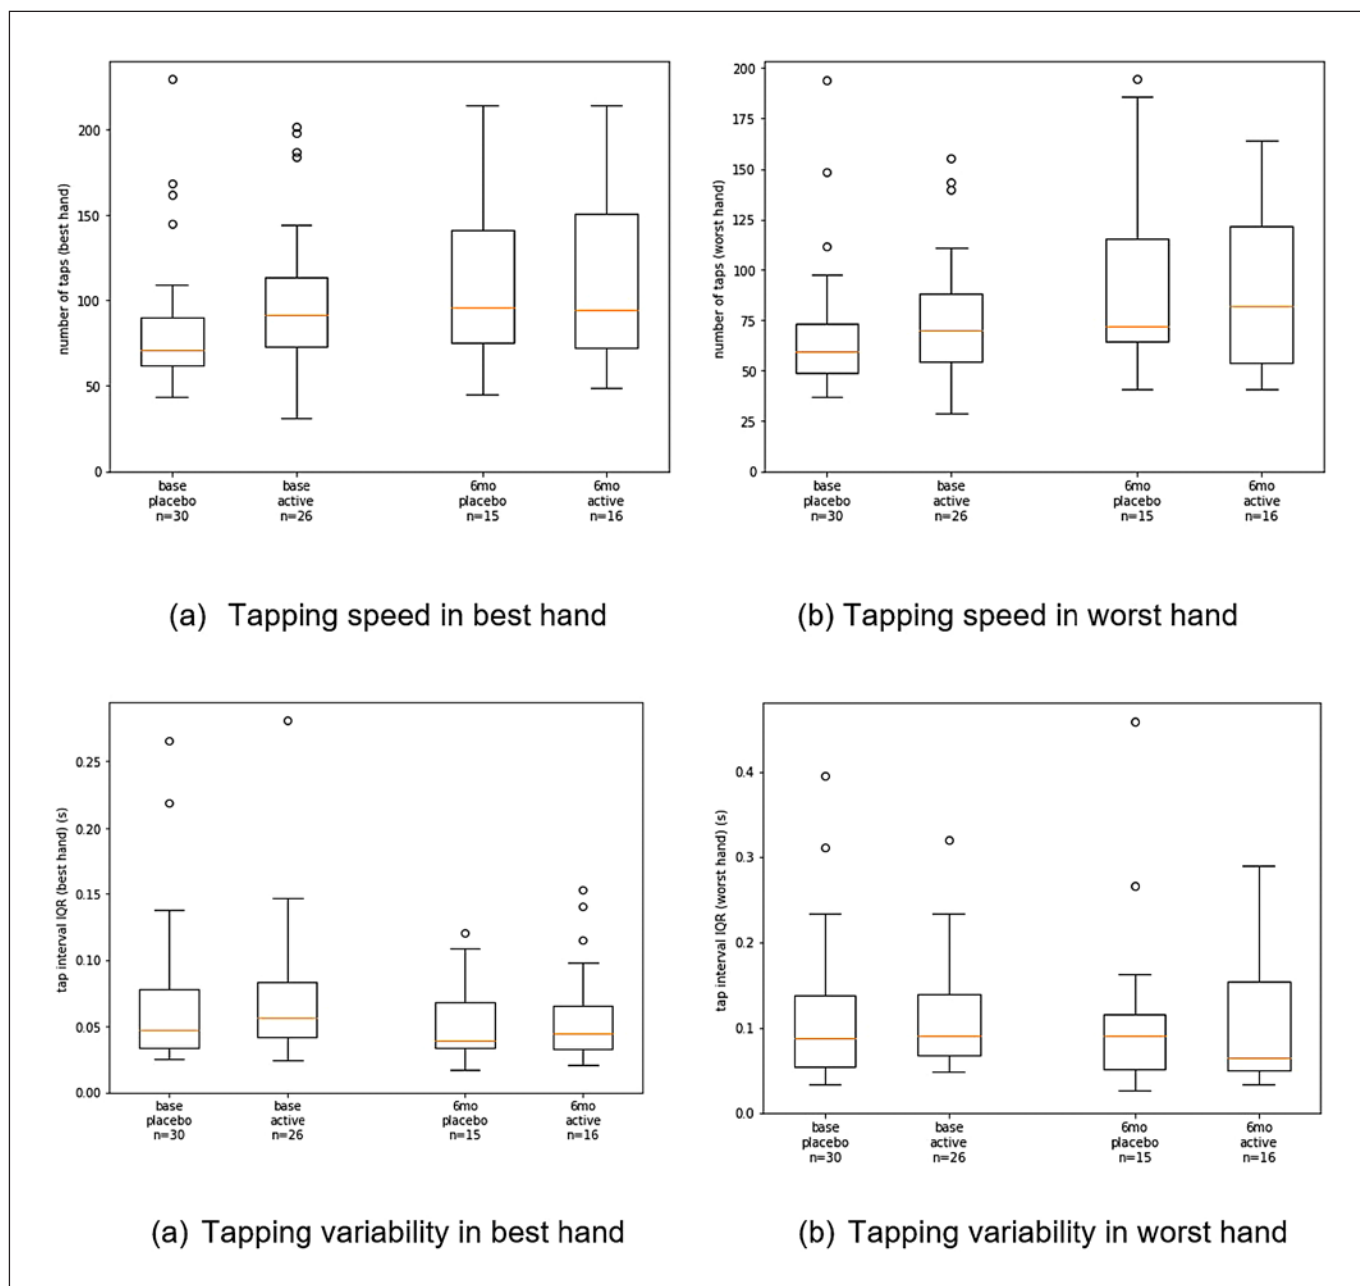 number of taps (best hand)
200
150
100
50
0
base
placebo
n=30
base
active
n=26
6mo
placebo
n=15
6mo
active
n=16
(a) Tapping speed in best hand
number of taps (worst hand)
200
175
150
125
100
75
50
25
0
base
placebo
n=30
base
active
n=26
6mo
placebo
n=15
6mo
active
n=16
(b) Tapping speed in worst hand
tap interval IQR (best hand) (s)
0.25
0.20
0.15
0.10
0.05
0.00
base
placebo
n=30
base
active
n=26
6mo
placebo
n=15
6mo
active
n=16
(a) Tapping variability in best hand
tap interval IQR (worst hand) (s)
0.4
0.3
0.2
0.1
0.0
base
placebo
n=30
base
active
n=26
6mo
placebo
n=15
6mo
active
n=16
(b) Tapping variability in worst hand